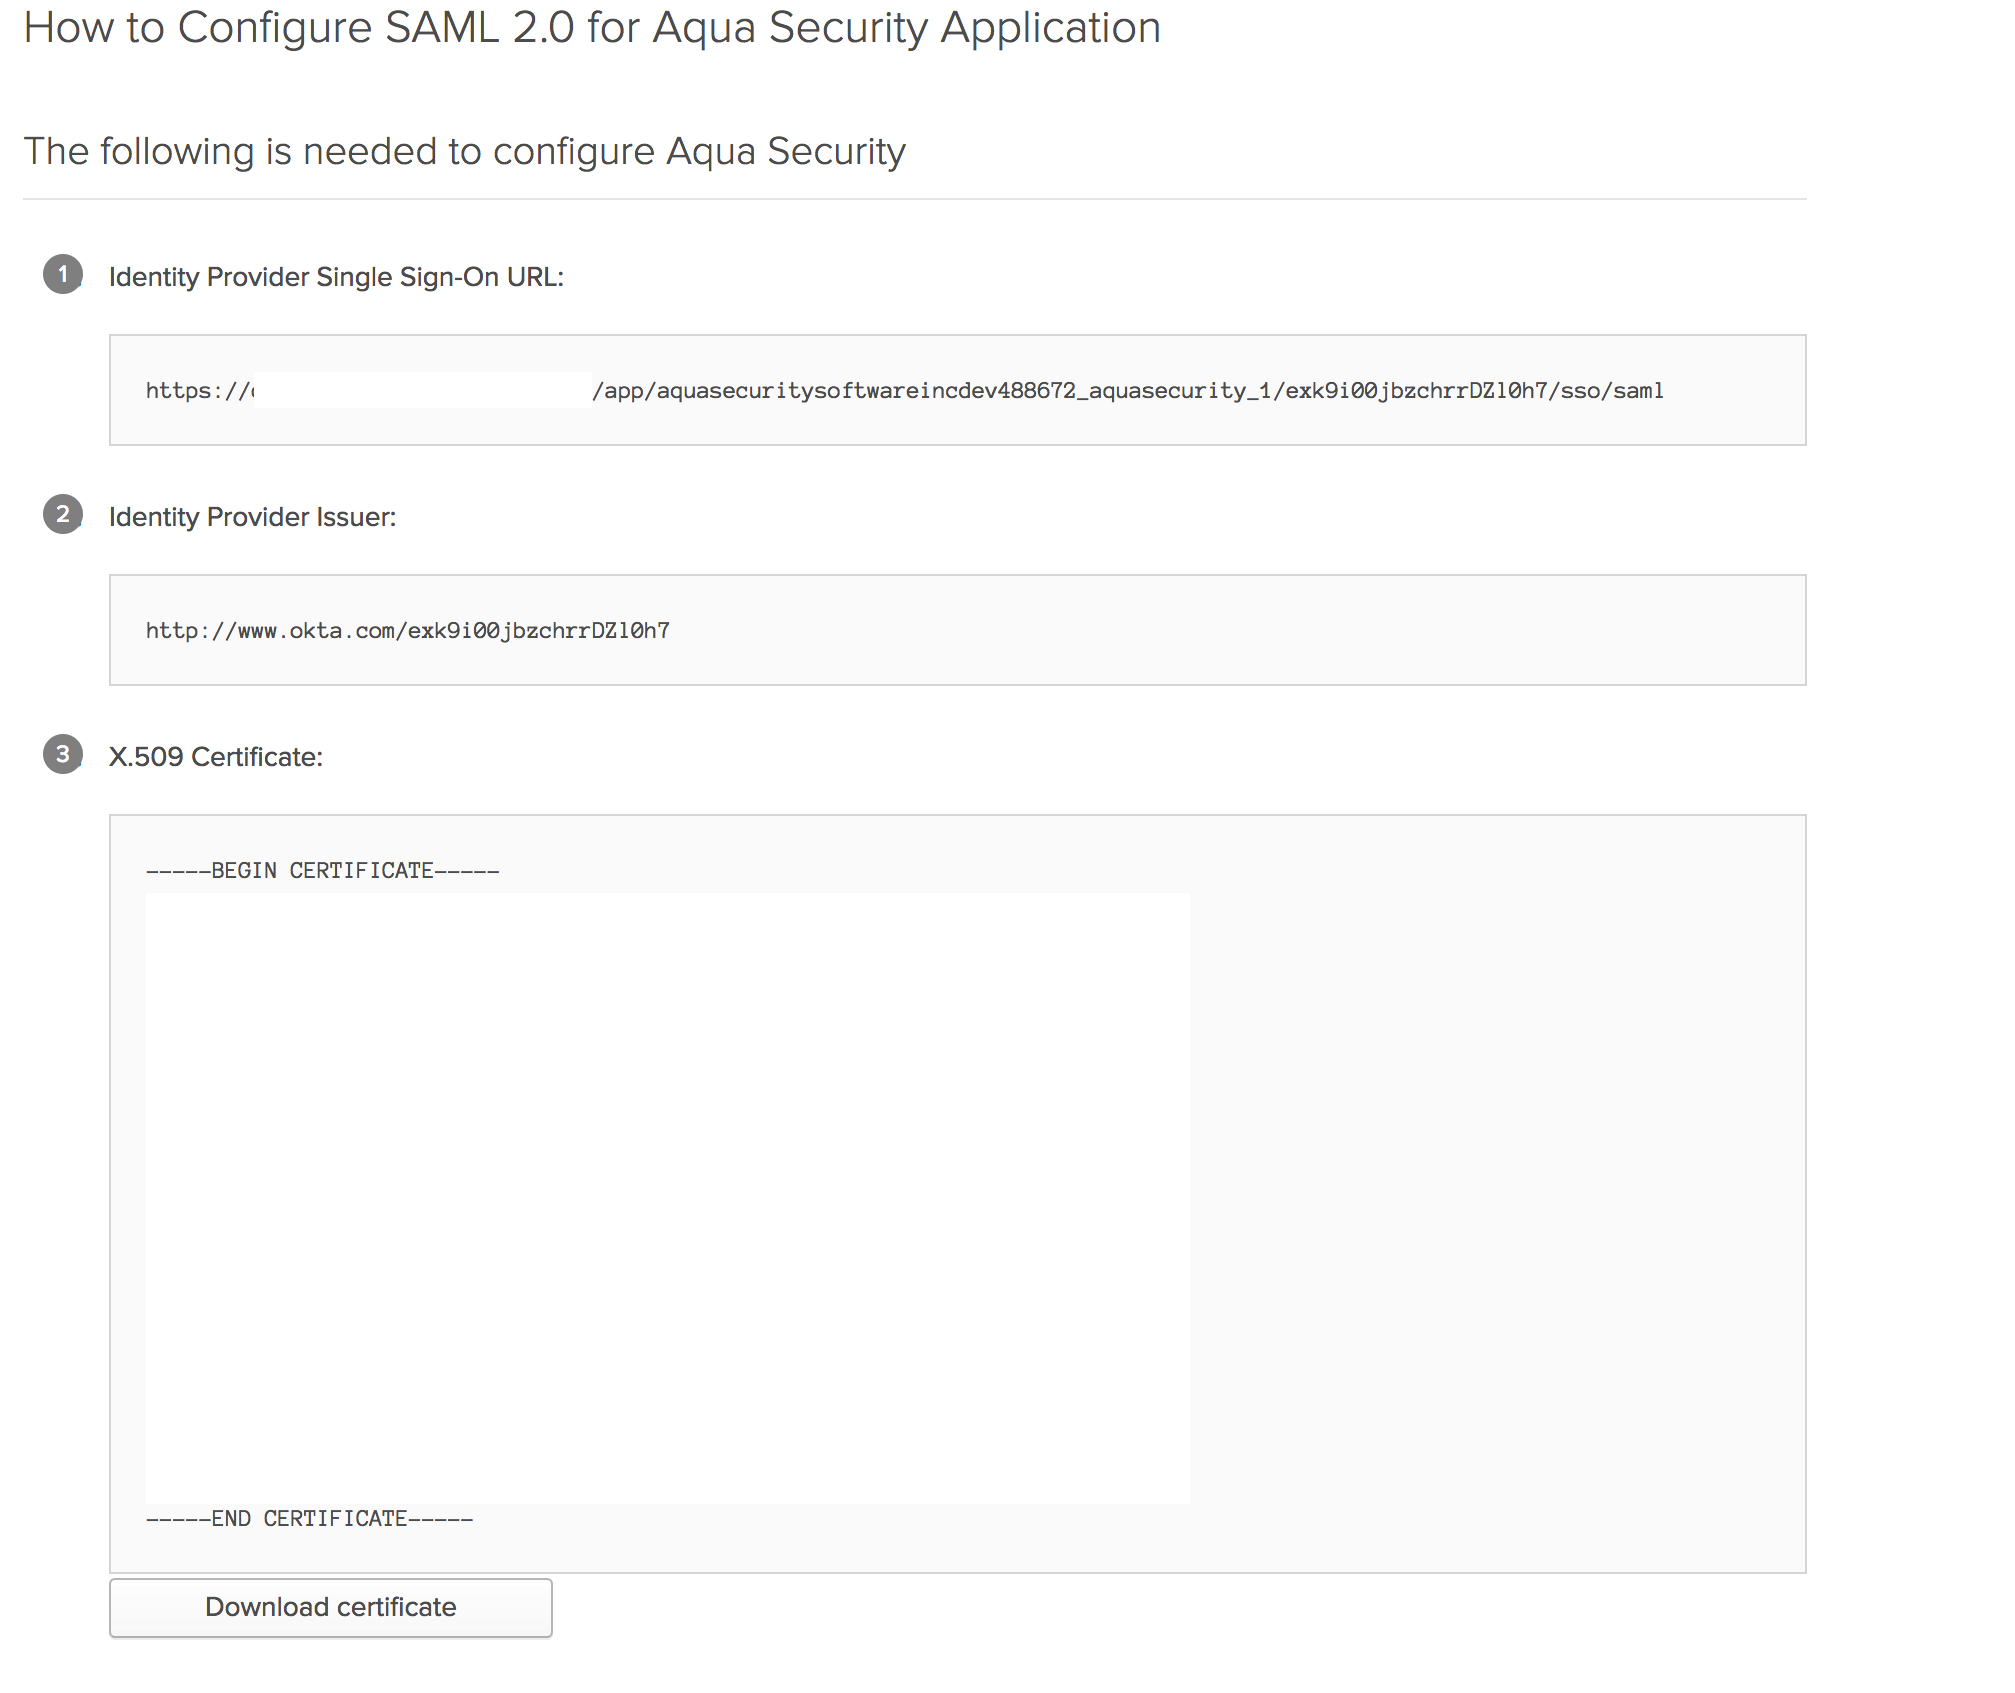 How to Configure SAML 2.0 for Aqua Security Application
The following is needed to configure Aqua Security
1 Identity Provider Single Sign-On URL:
https:// /app/aquasecuritysoftwareincdev488672_aquasecurity_1/exk9i00jbzchrrDZl0h7/sso/saml
2 Identity Provider Issuer:
http://www.okta.com/exk9i00jbzchrrDZl0h7
3 X.509 Certificate:
-----BEGIN CERTIFICATE-----
-----END CERTIFICATE-----
Download certificate